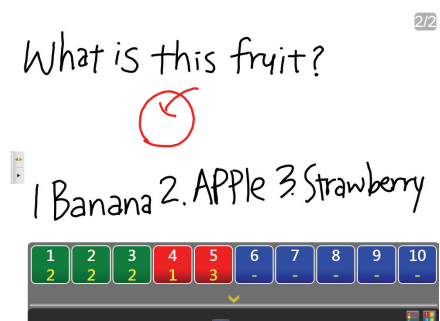 2/2
What is this fruit?
1 Banana 2. APPle 3. Strawberry
1 2 3 4 5 6 7 8 9 10
2 2 2 1 3 - - - - -